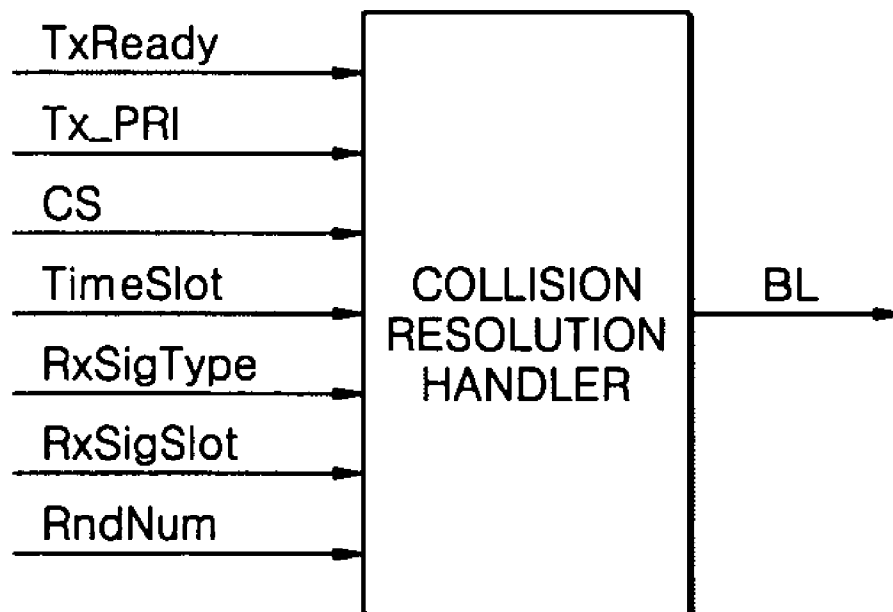 TxReady
Tx_PRI
CS
TimeSlot
RxSigType
RxSigSlot
RndNum
COLLISION
RESOLUTION
HANDLER
BL